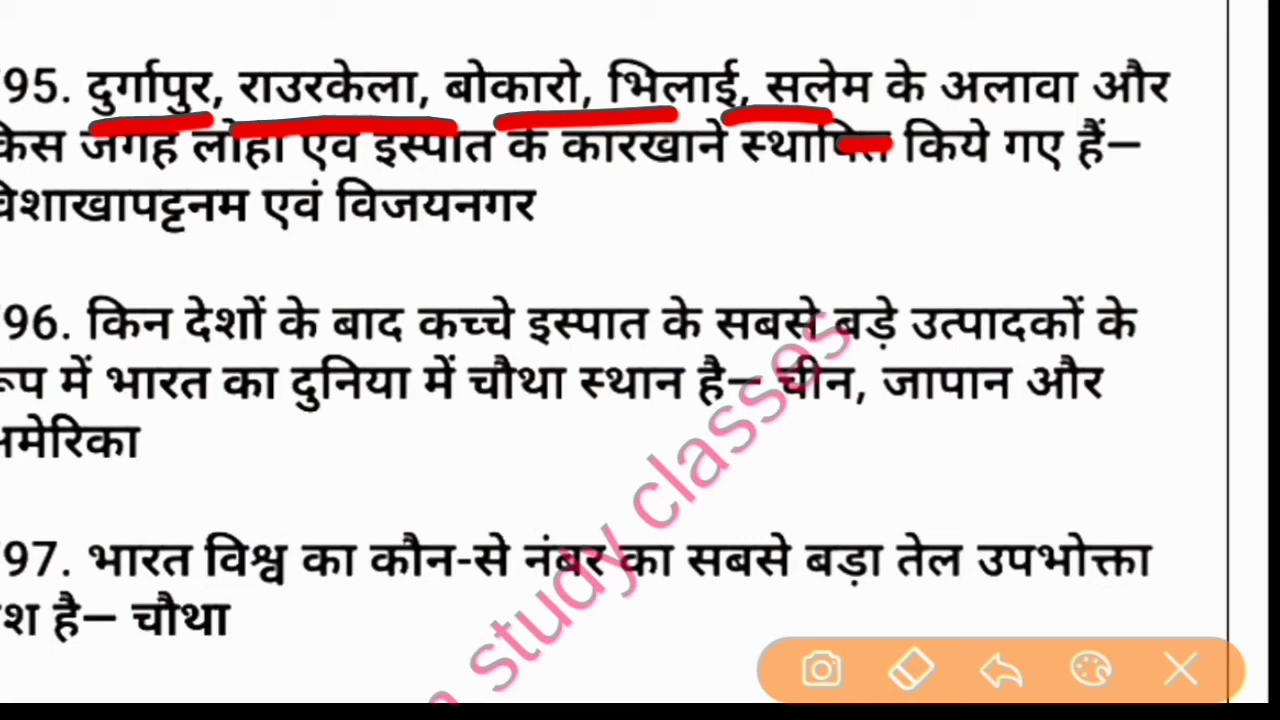 95. दुर्गापुर, राउरकेला, बोकारो, भिलाई, सलेम के अलावा और
किस जगह लोहा एवं इस्पात के कारखाने स्थापित किये गए हैं–
विशाखापट्टनम एवं विजयनगर
96. किन देशों के बाद कच्चे इस्पात के सबसे बड़े उत्पादकों के
रूप में भारत का दुनिया में चौथा स्थान है– चीन, जापान और
अमेरिका
97. भारत विश्व का कौन-से नंबर का सबसे बड़ा तेल उपभोक्ता
श है– चौथा
study classes